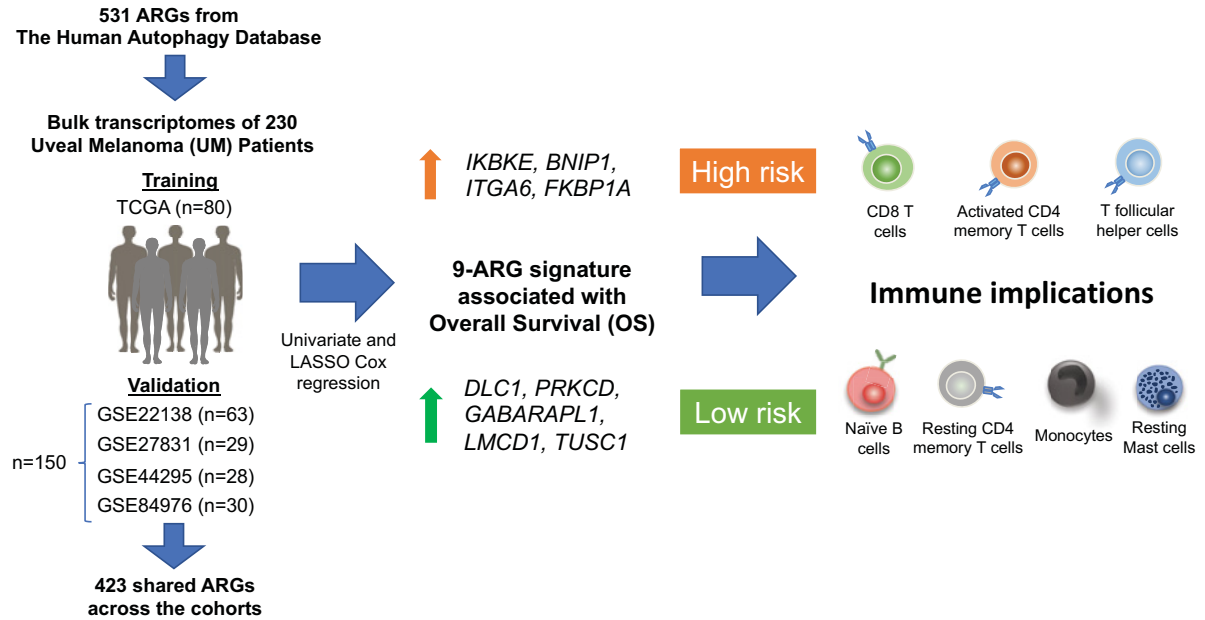 531 ARGs from
The Human Autophagy Database
Bulk transcriptomes of 230
Uveal Melanoma (UM) Patients
Training
TCGA (n=80)
Validation
GSE22138 (n=63)
GSE27831 (n=29)
n=150
GSE44295 (n=28)
GSE84976 (n=30)
423 shared ARGs
across the cohorts
Univariate and
LASSO Cox
regression
IKBKE, BNIP1,
ITGA6, FKBP1A
9-ARG signature
associated with
Overall Survival (OS)
DLC1, PRKCD,
GABARAPL1,
LMCD1, TUSC1
High risk
Low risk
CD8 T
cells
Activated CD4
memory T cells
T follicular
helper cells
Immune implications
Naïve B
cells
Resting CD4
memory T cells
Monocytes
Resting
Mast cells